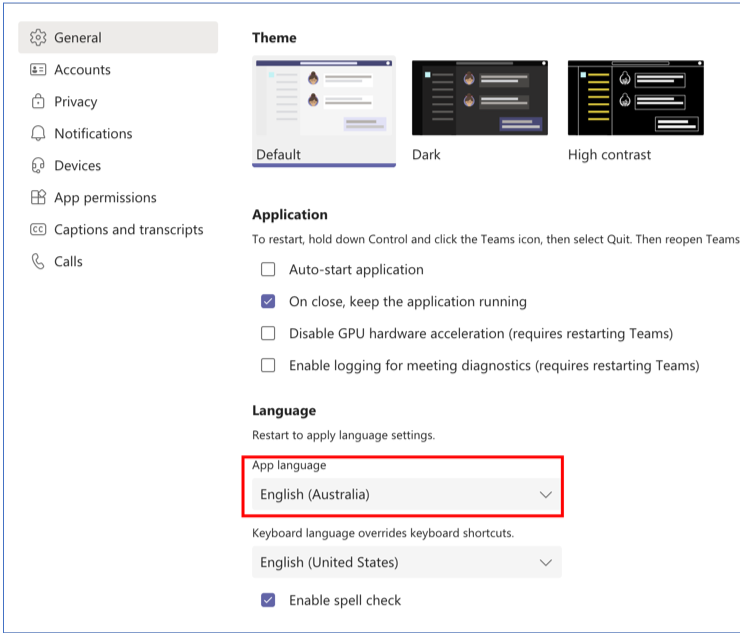 General
Accounts
Privacy
Notifications
Devices
App permissions
CC Captions and transcripts
Calls
Theme
Default
Dark
High contrast
Application
To restart, hold down Control and click the Teams icon, then select Quit. Then reopen Teams
Auto-start application
On close, keep the application running
Disable GPU hardware acceleration (requires restarting Teams)
Enable logging for meeting diagnostics (requires restarting Teams)
Language
Restart to apply language settings.
App language
English (Australia)
Keyboard language overrides keyboard shortcuts.
English (United States)
Enable spell check